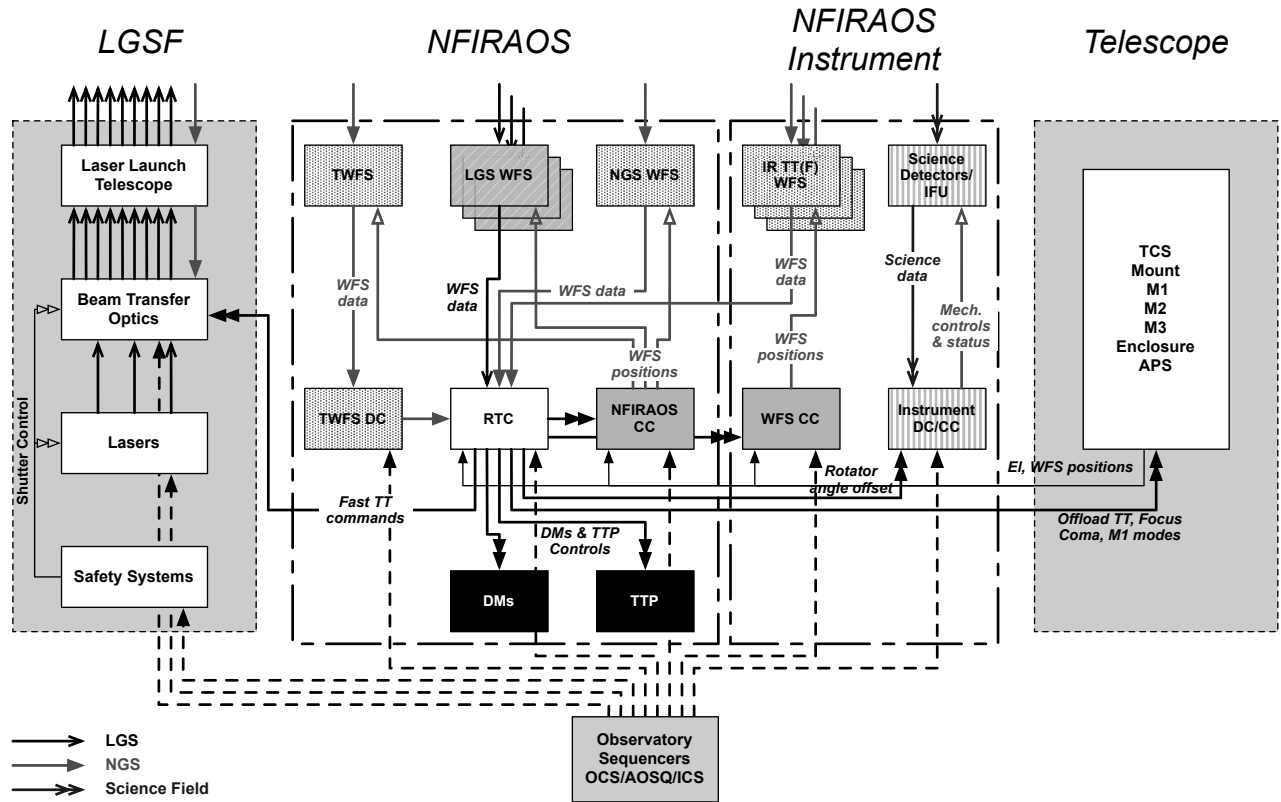 LGSF
NFIRAOS
NFIRAOS
Instrument
Telescope
Laser Launch
Telescope
TWFS
LGS WFS
NGS WFS
IR TT(F)
WFS
Science
Detectors/
IFU
TCS
Mount
M1
M2
M3
Enclosure
APS
WFS
data
WFS
data
WFS data
WFS
data
Science
data
Beam Transfer
Optics
WFS
positions
WFS
positions
Mech.
controls
& status
Shutter Control
Lasers
TWFS DC
RTC
NFIRAOS
CC
WFS CC
Instrument
DC/CC
Rotator
angle offset
EI, WFS positions
Fast TT
commands
DMs & TTP
Controls
Offload TT, Focus
Coma, M1 modes
Safety Systems
DMs
TTP
Observatory
Sequencers
OCS/AOSQ/ICS
LGS
NGS
Science Field